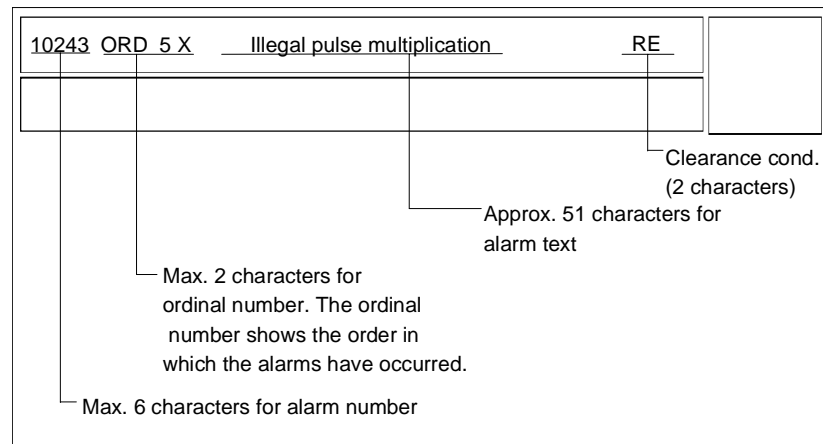 10243 ORD 5 X Illegal pulse multiplication RE
Clearance cond.
(2 characters)
Approx. 51 characters for
alarm text
Max. 2 characters for
ordinal number. The ordinal
number shows the order in
which the alarms have occurred.
Max. 6 characters for alarm number